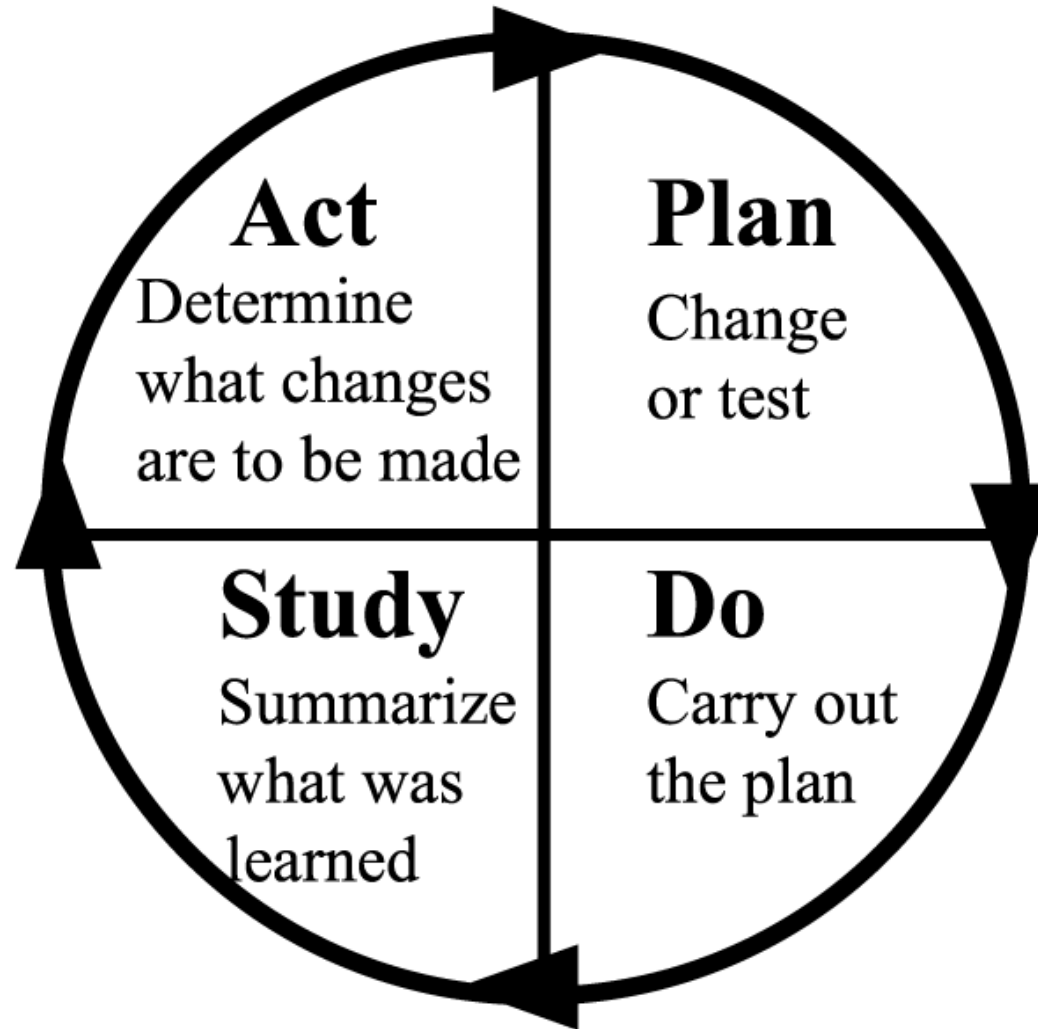 Act
Determine
what changes
are to be made
Plan
Change
or test
Study
Summarize
what was
learned
Do
Carry out
the plan